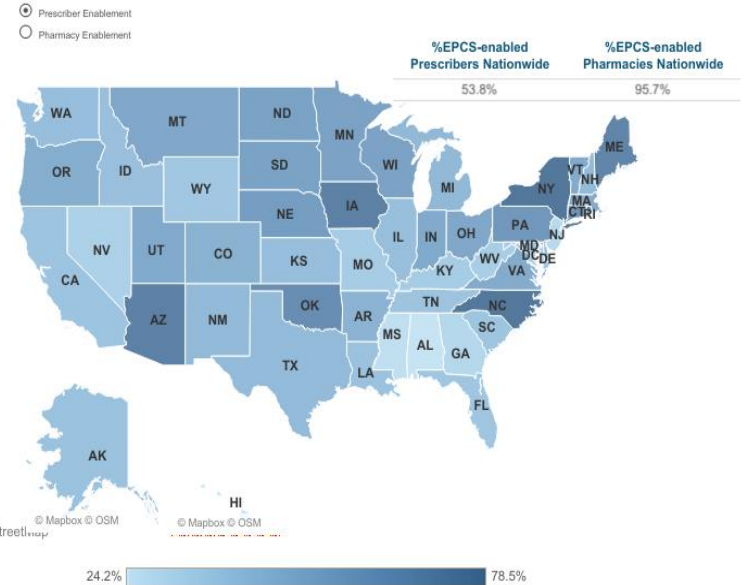 Prescriber Enablement
Pharmacy Enablement
%EPCS-enabled %EPCS-enabled
Prescribers Nationwide Pharmacies Nationwide
53.8% 95.7%
WA
MT
ND
MN
ME
OR
ID
SD
WI
VT
NH
WY
MI
NY
MA
CT
RI
NE
IA
PA
NJ
NV
UT
CO
IL
IN
OH
MD
DC
DE
CA
KS
MO
WV
KY
VA
AZ
NM
OK
AR
TN
NC
SC
MS
AL
GA
TX
LA
FL
AK
HI
© Mapbox © OSM © Mapbox © OSM
24.2% 78.5%